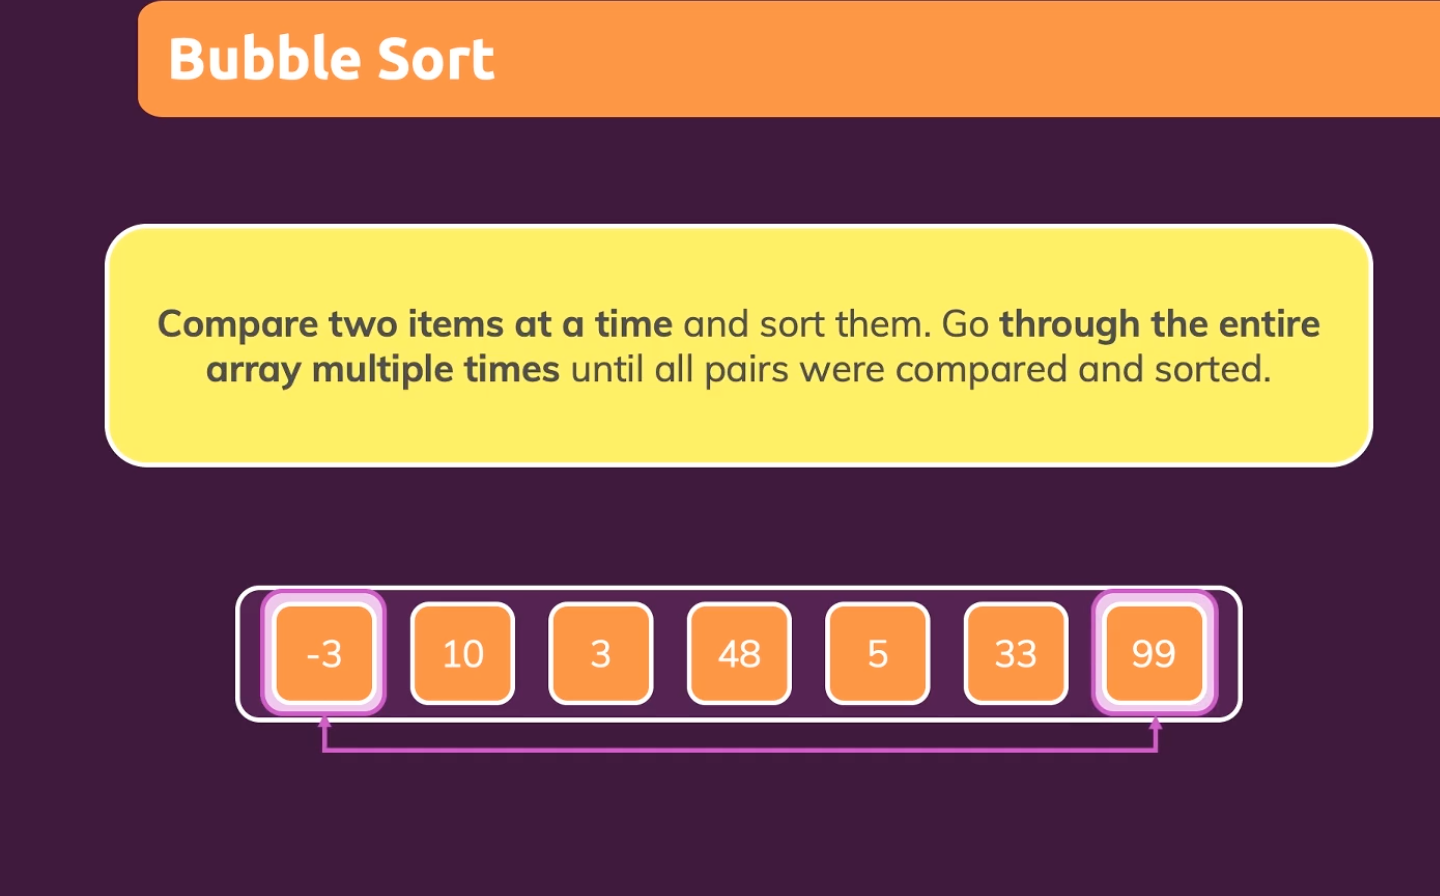 Bubble Sort
Compare two items at a time and sort them. Go through the entire
array multiple times until all pairs were compared and sorted.
-3 10 3 48 5 33 99